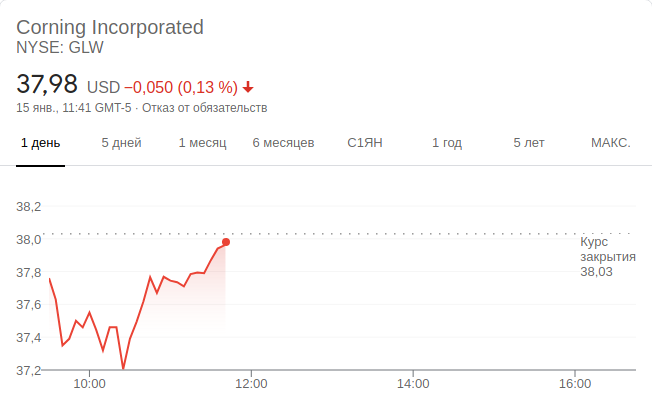 Corning Incorporated
NYSE: GLW
37,98 USD −0,050 (0,13 %)
15 янв., 11:41 GMT-5 · Отказ от обязательств
1 день 5 дней 1 месяц 6 месяцев С1ЯН 1 год 5 лет МАКС.
38,2
38,0
37,8
37,6
37,4
37,2
Курс
закрытия
38,03
10:00 12:00 14:00 16:00